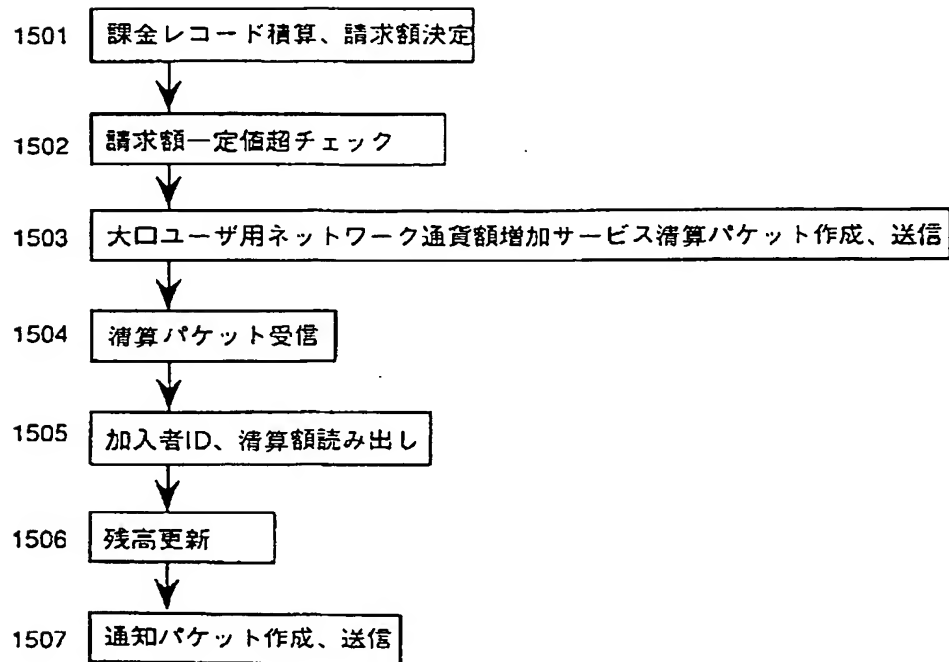 1501 課金レコード積算、請求額決定
1502 請求額一定値超チェック
1503 大口ユーザ用ネットワーク通貨額増加サービス清算パケット作成、送信
1504 清算パケット受信
1505 加入者ID、清算額読み出し
1506 残高更新
1507 通知パケット作成、送信